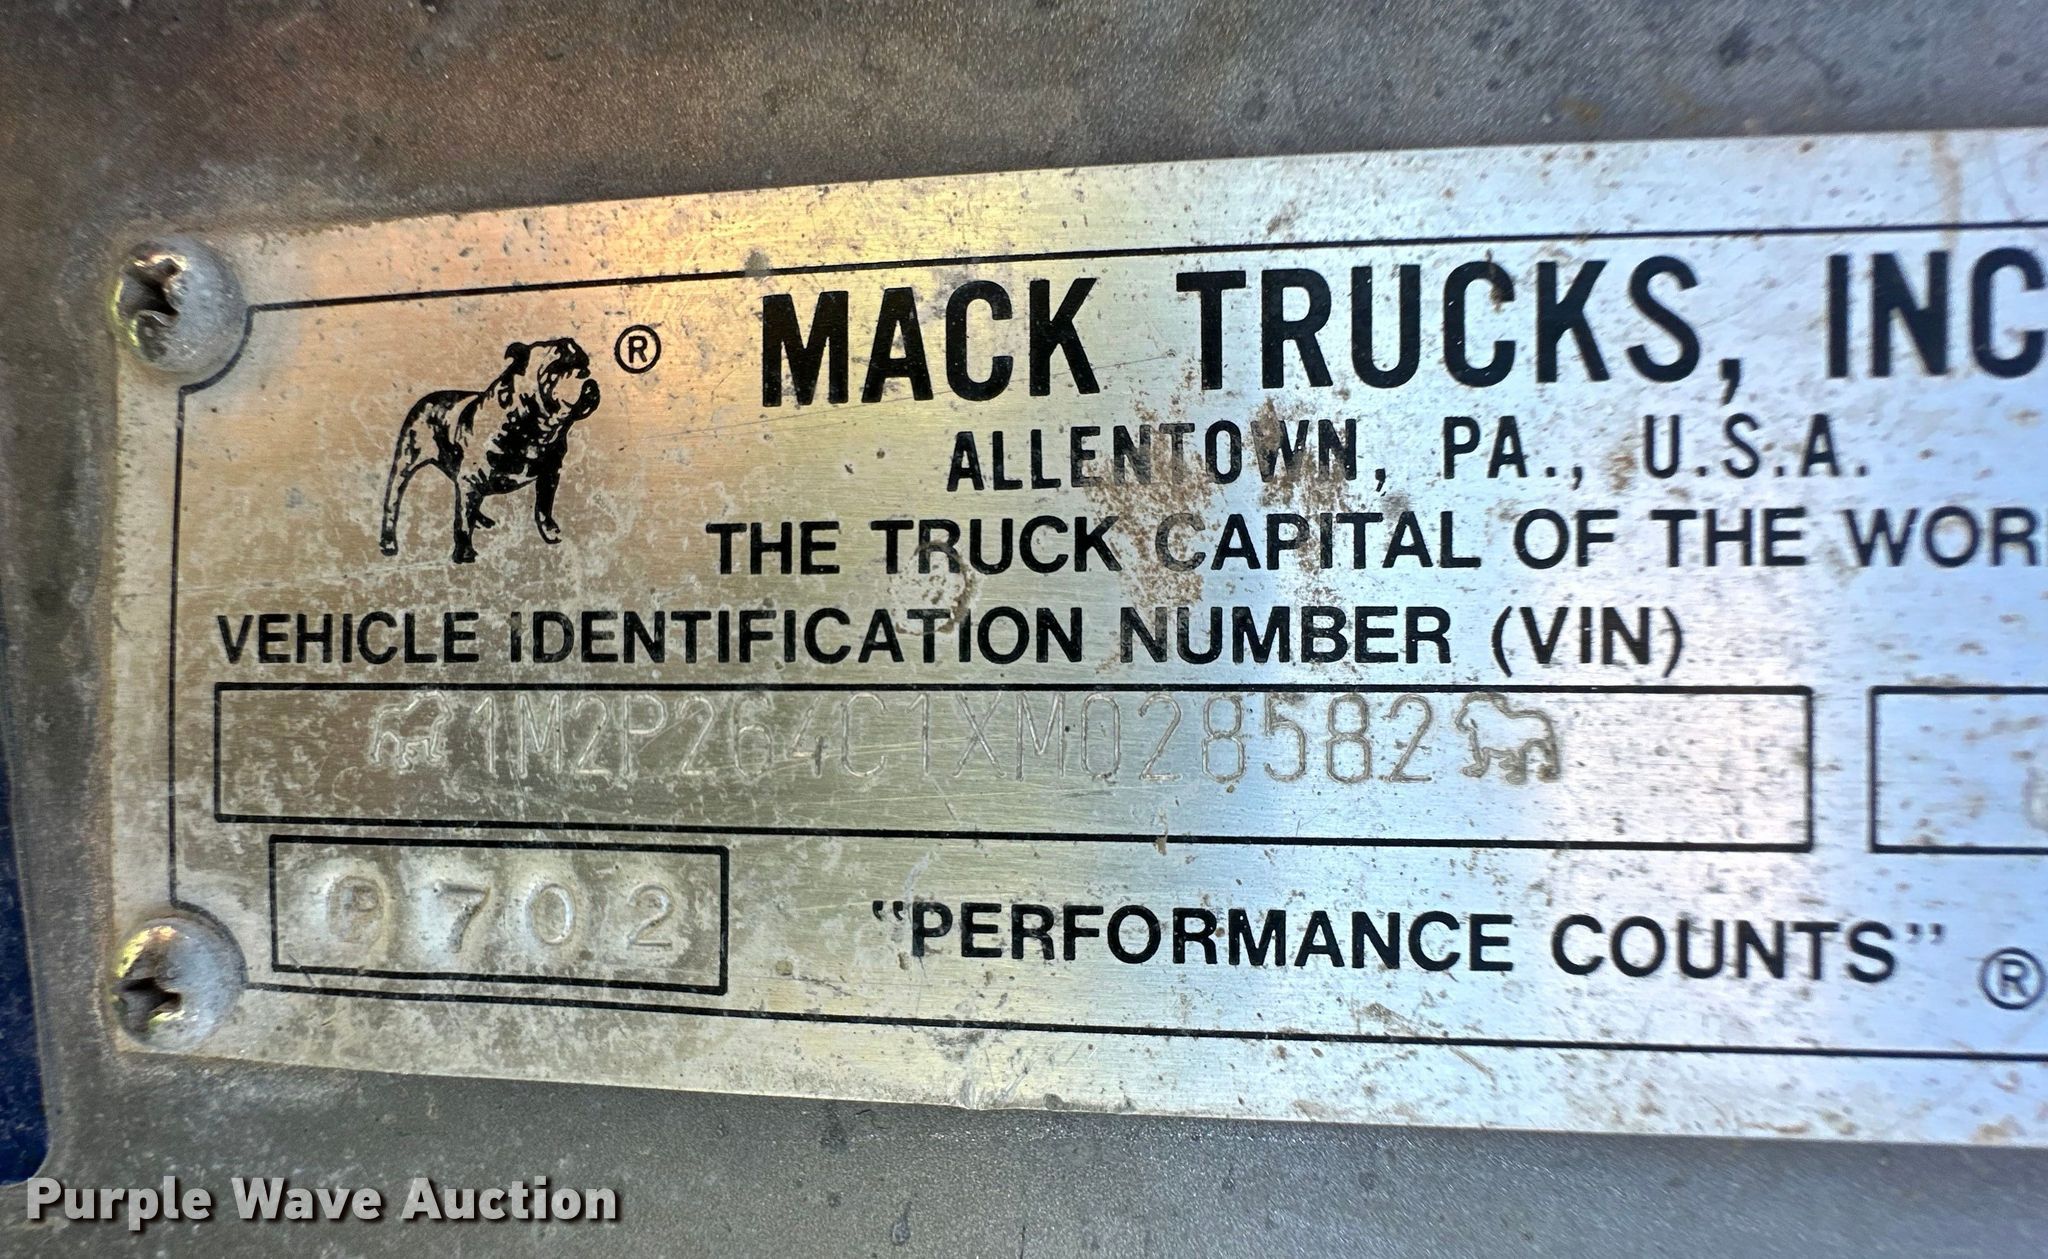 ®
MACK TRUCKS, INC
ALLENTOWN, PA., U.S.A.
THE TRUCK CAPITAL OF THE WOR
VEHICLE IDENTIFICATION NUMBER (VIN)
1M2P264C1XM028582
P702
"PERFORMANCE COUNTS" ®
Purple Wave Auction